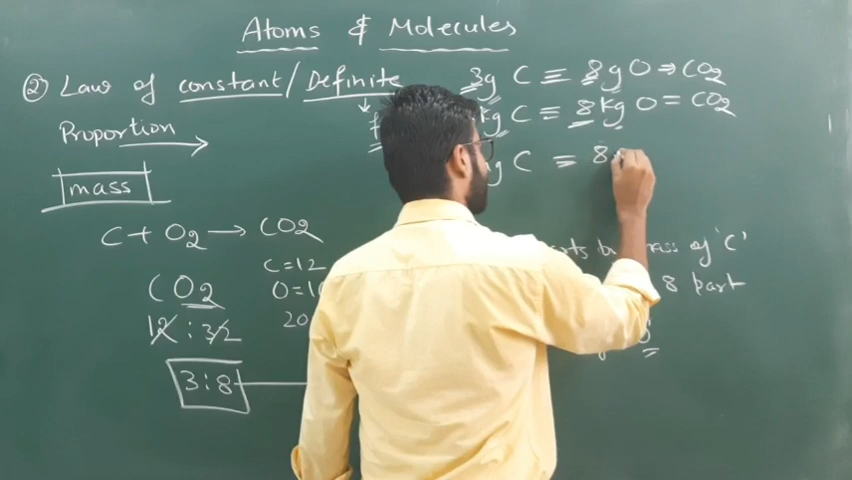 Atoms & Molecules
② Law of constant/Definite
Proportion →
mass
C + O2 → CO2
CO2
12 : 32
3:8
C=12
O=1
20
3g C ≡ 8g O ⇒ CO2
kg C ≡ 8kg O = CO2
g C ≡ 8
by mass of 'C'
8 part